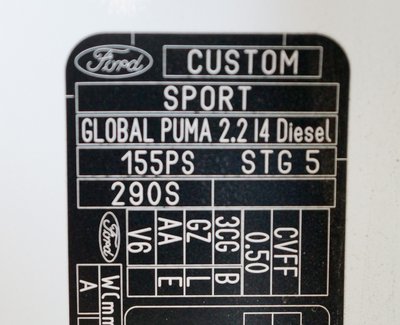 Ford CUSTOM
SPORT
GLOBAL PUMA 2.2 I4 Diesel
155PS STG 5
290S
Ford
V6
AA E
GZ L
3CG B
0.50
CVFF
W(mm
A